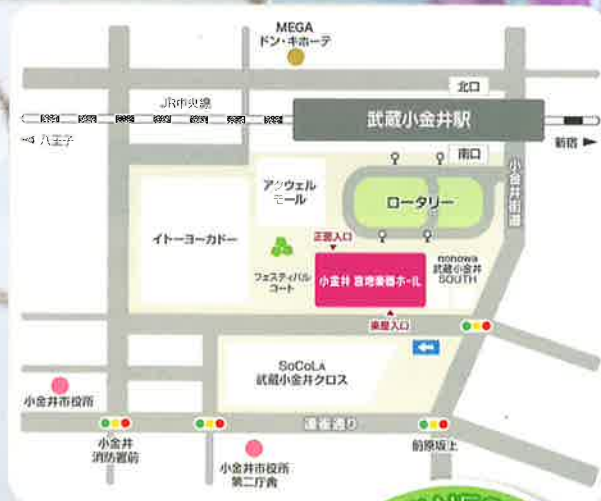 MEGA
ドン・キホーテ
北口
JR中央線
武蔵小金井駅
八王子
新宿
南口
小金井街道
アクウェル
モール
ロータリー
イトーヨーカドー
正面入口
フェスティバル
コート
小金井 宮地楽器ホール
nonowa
武蔵小金井
SOUTH
楽屋入口
SoCoLA
武蔵小金井クロス
小金井市役所
連雀通り
小金井
消防署前
小金井市役所
第二庁舎
前原坂上